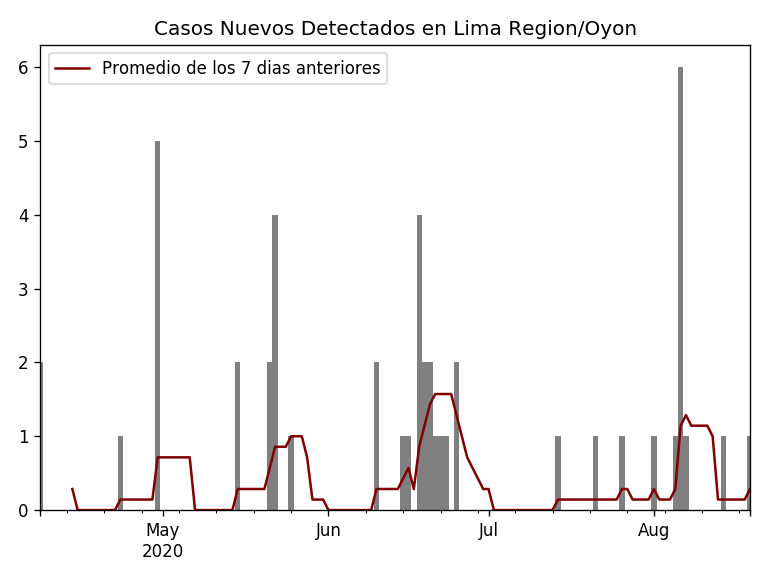 Casos Nuevos Detectados en Lima Region/Oyon
Promedio de los 7 dias anteriores
6
5
4
3
2
1
0
May
2020
Jun
Jul
Aug